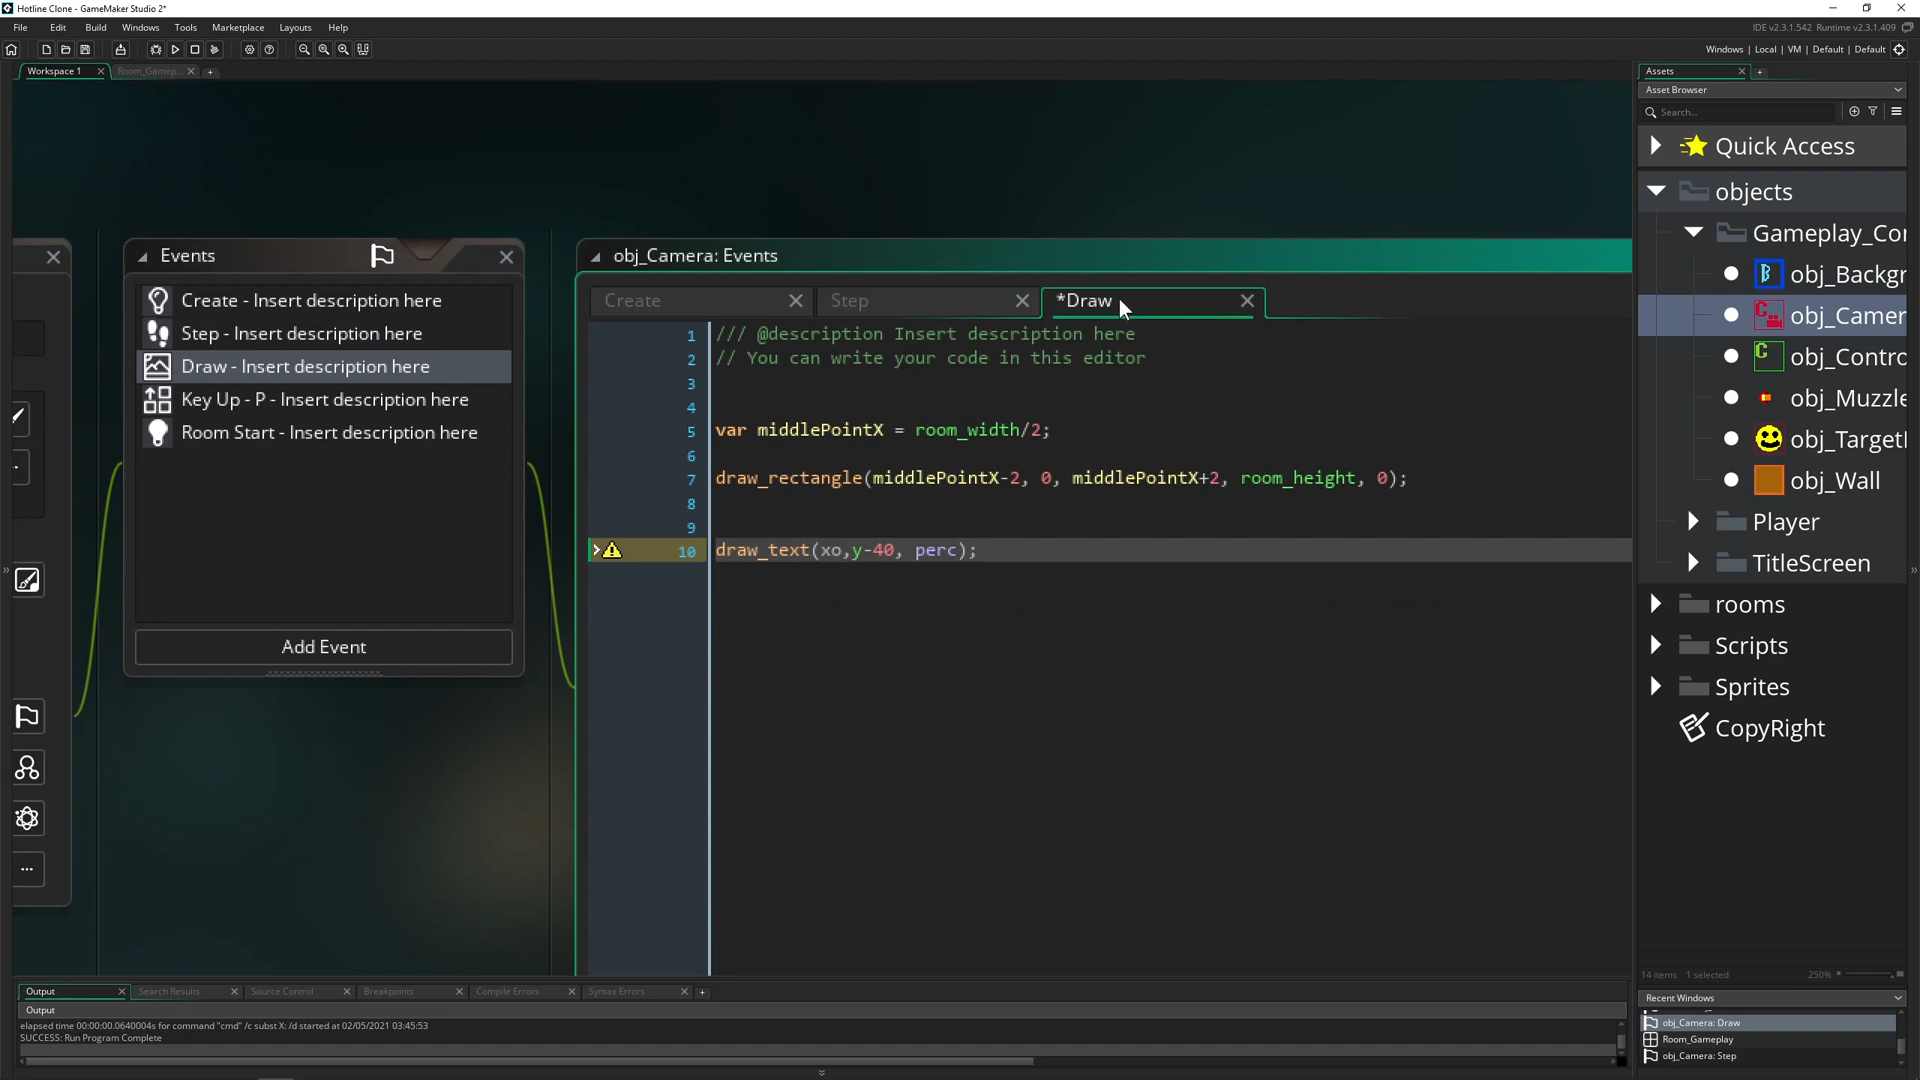 Hotline Clone - GameMaker Studio 2*
File Edit Build Windows Tools Marketplace Layouts Help
IDE v2.3.1.542 Runtime v2.3.1.409
Windows | Local | VM | Default | Default
Workspace 1
Room_Gamep...
Assets
Asset Browser
Search...
Quick Access
objects
Gameplay_Co
obj_Backgr
obj_Camer
obj_Contro
obj_Muzzle
obj_Target
obj_Wall
Player
TitleScreen
rooms
Scripts
Sprites
CopyRight
14 items 1 selected
250%
Recent Windows
obj_Camera: Draw
Room_Gameplay
obj_Camera: Step
Events
Create - Insert description here
Step - Insert description here
Draw - Insert description here
Key Up - P - Insert description here
Room Start - Insert description here
Add Event
obj_Camera: Events
Create
Step
*Draw
1 /// @description Insert description here
2 // You can write your code in this editor
3
4
5 var middlePointX = room_width/2;
6
7 draw_rectangle(middlePointX-2, 0, middlePointX+2, room_height, 0);
8
9
10 draw_text(xo,y-40, perc);
Output
Search Results
Source Control
Breakpoints
Compile Errors
Syntax Errors
Output
elapsed time 00:00:00.0640004s for command "cmd" /c subst X: /d started at 02/05/2021 03:45:53
SUCCESS: Run Program Complete